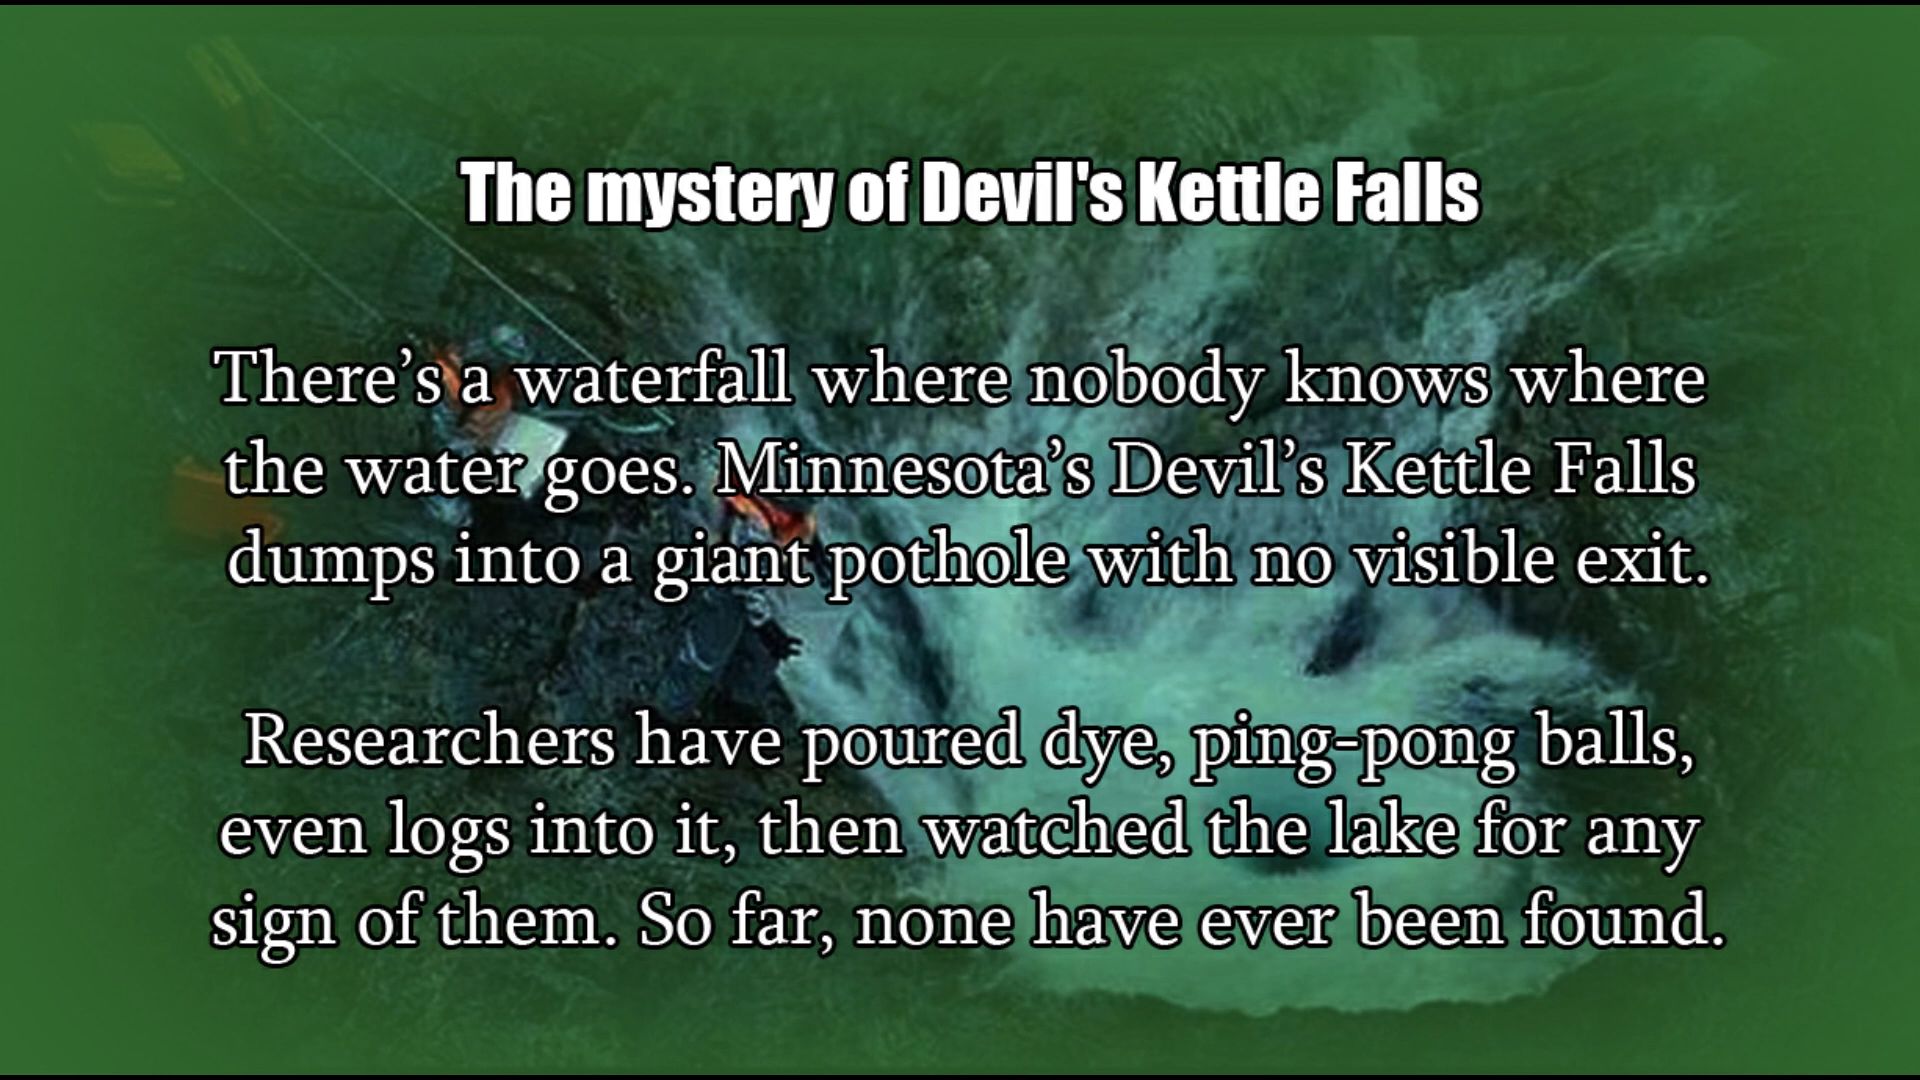 The mystery of Devil's Kettle Falls
There’s a waterfall where nobody knows where
the water goes. Minnesota’s Devil’s Kettle Falls
dumps into a giant pothole with no visible exit.
Researchers have poured dye, ping-pong balls,
even logs into it, then watched the lake for any
sign of them. So far, none have ever been found.